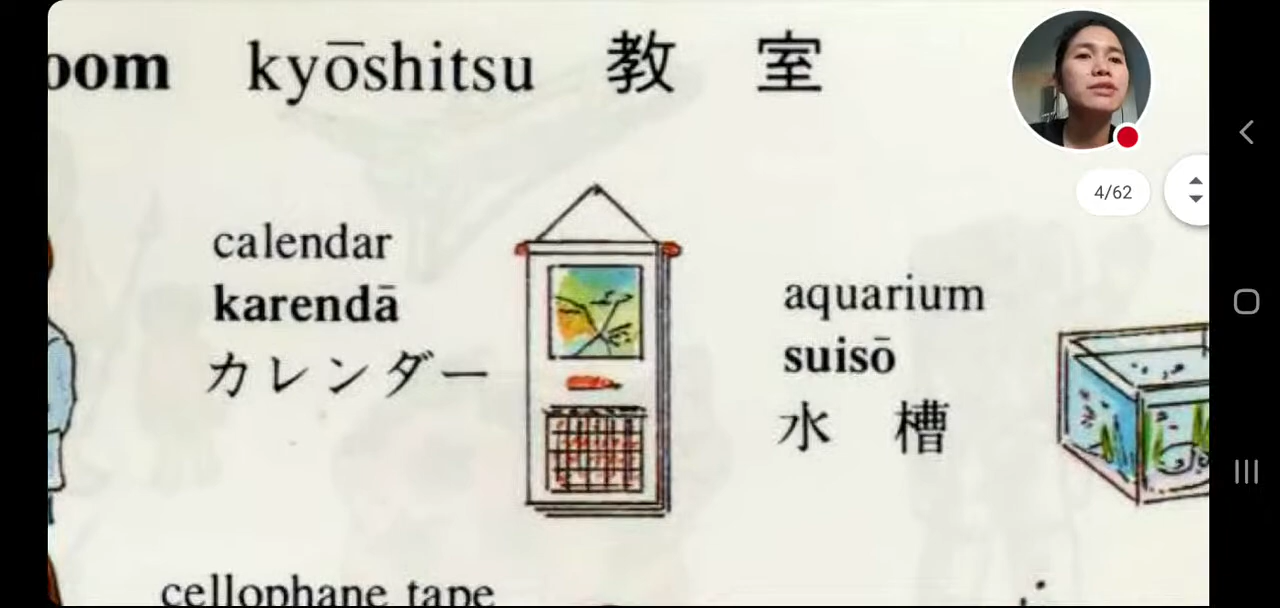 oom kyōshitsu 教 室
4/62
calendar
karendā
カレンダー
aquarium
suisō
水 槽
cellophane tape